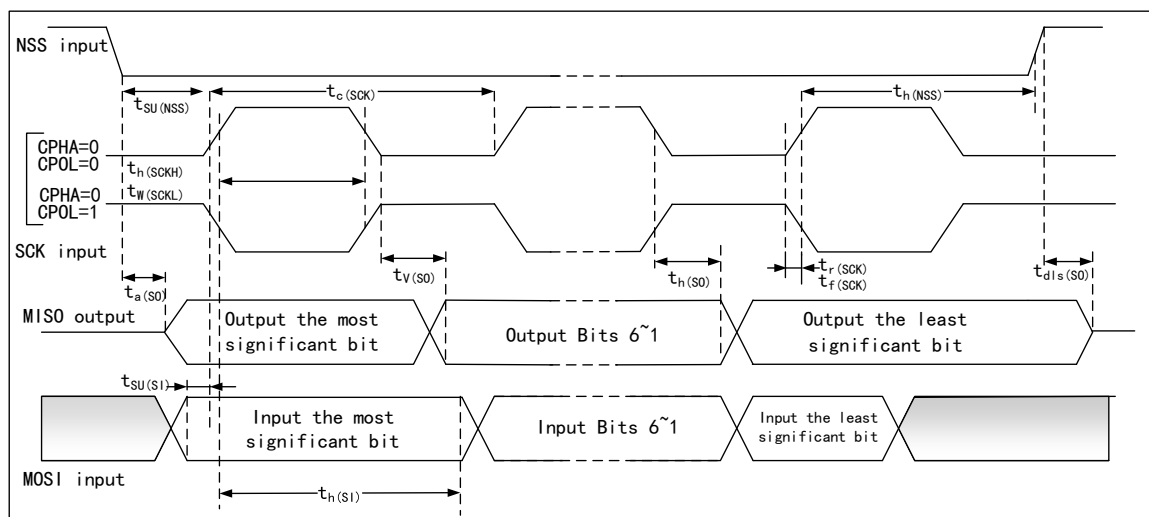 NSS input
tSU(NSS)
tc(SCK)
th(NSS)
CPHA=0
CPOL=0
th(SCKH)
tW(SCKL)
CPHA=0
CPOL=1
SCK input
ta(SO)
tV(SO)
th(SO)
tr(SCK)
tf(SCK)
tdls(SO)
MISO output
Output the most
significant bit
Output Bits 6~1
Output the least
significant bit
tSU(SI)
Input the most
significant bit
Input Bits 6~1
Input the least
significant bit
MOSI input
th(SI)